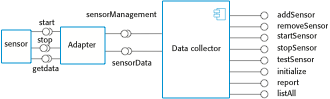 start
sensor
stop
getdata
Adapter
sensorManagement
sensorData
Data collector
addSensor
removeSensor
startSensor
stopSensor
testSensor
initialize
report
listAll